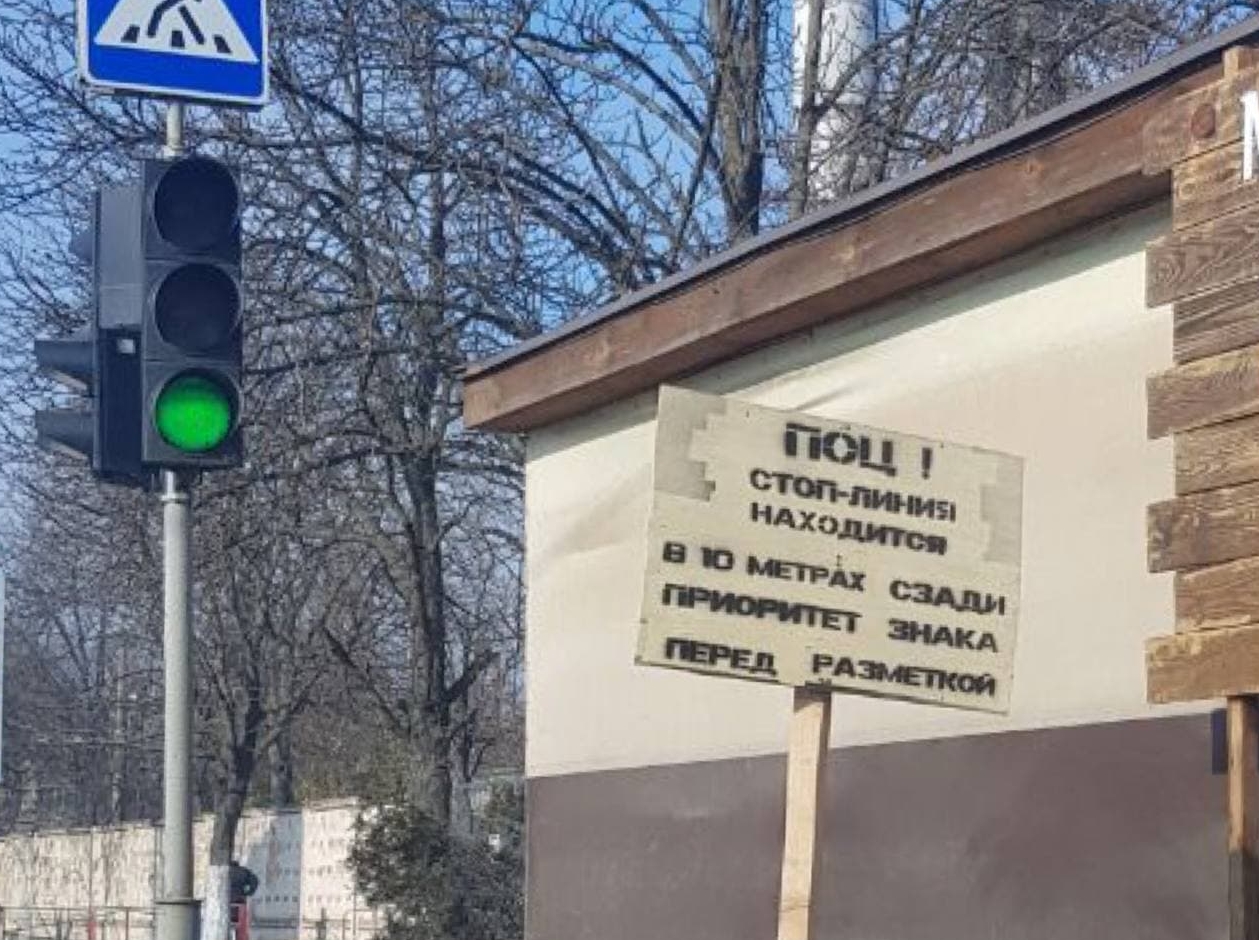 ПОЦ !
СТОП-ЛИНИЯ
НАХОДИТСЯ
В 10 МЕТРАХ СЗАДИ
ПРИОРИТЕТ ЗНАКА
ПЕРЕД РАЗМЕТКОЙ